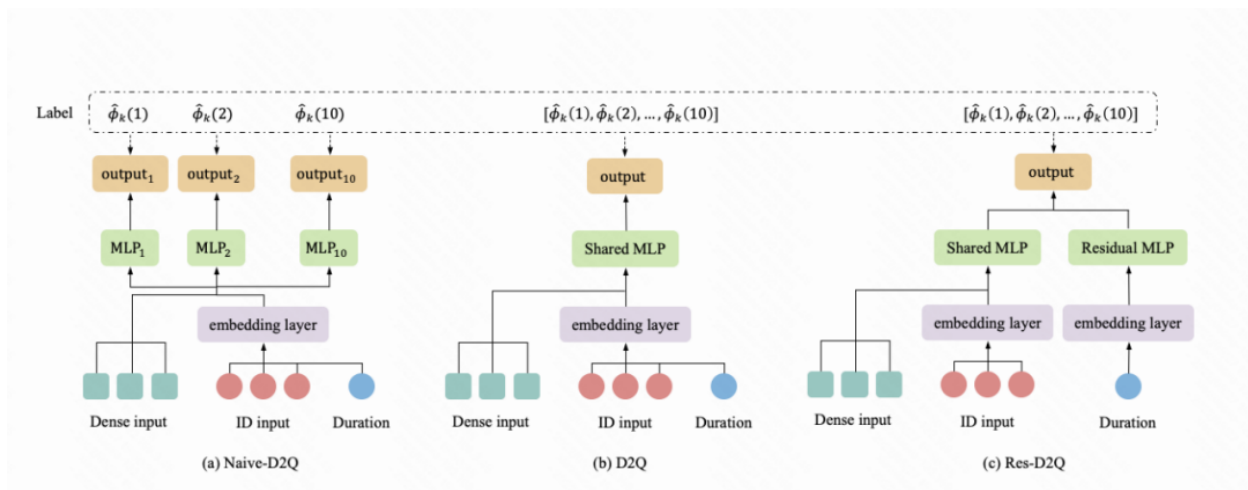 Label
ϕ̂ₖ(1) ϕ̂ₖ(2) ϕ̂ₖ(10) [ϕ̂ₖ(1), ϕ̂ₖ(2), ..., ϕ̂ₖ(10)] [ϕ̂ₖ(1), ϕ̂ₖ(2), ..., ϕ̂ₖ(10)]
output₁ output₂ output₁₀ output output
MLP₁ MLP₂ MLP₁₀ Shared MLP Shared MLP Residual MLP
embedding layer embedding layer embedding layer embedding layer
Dense input ID input Duration Dense input ID input Duration Dense input ID input Duration
(a) Naive-D2Q (b) D2Q (c) Res-D2Q